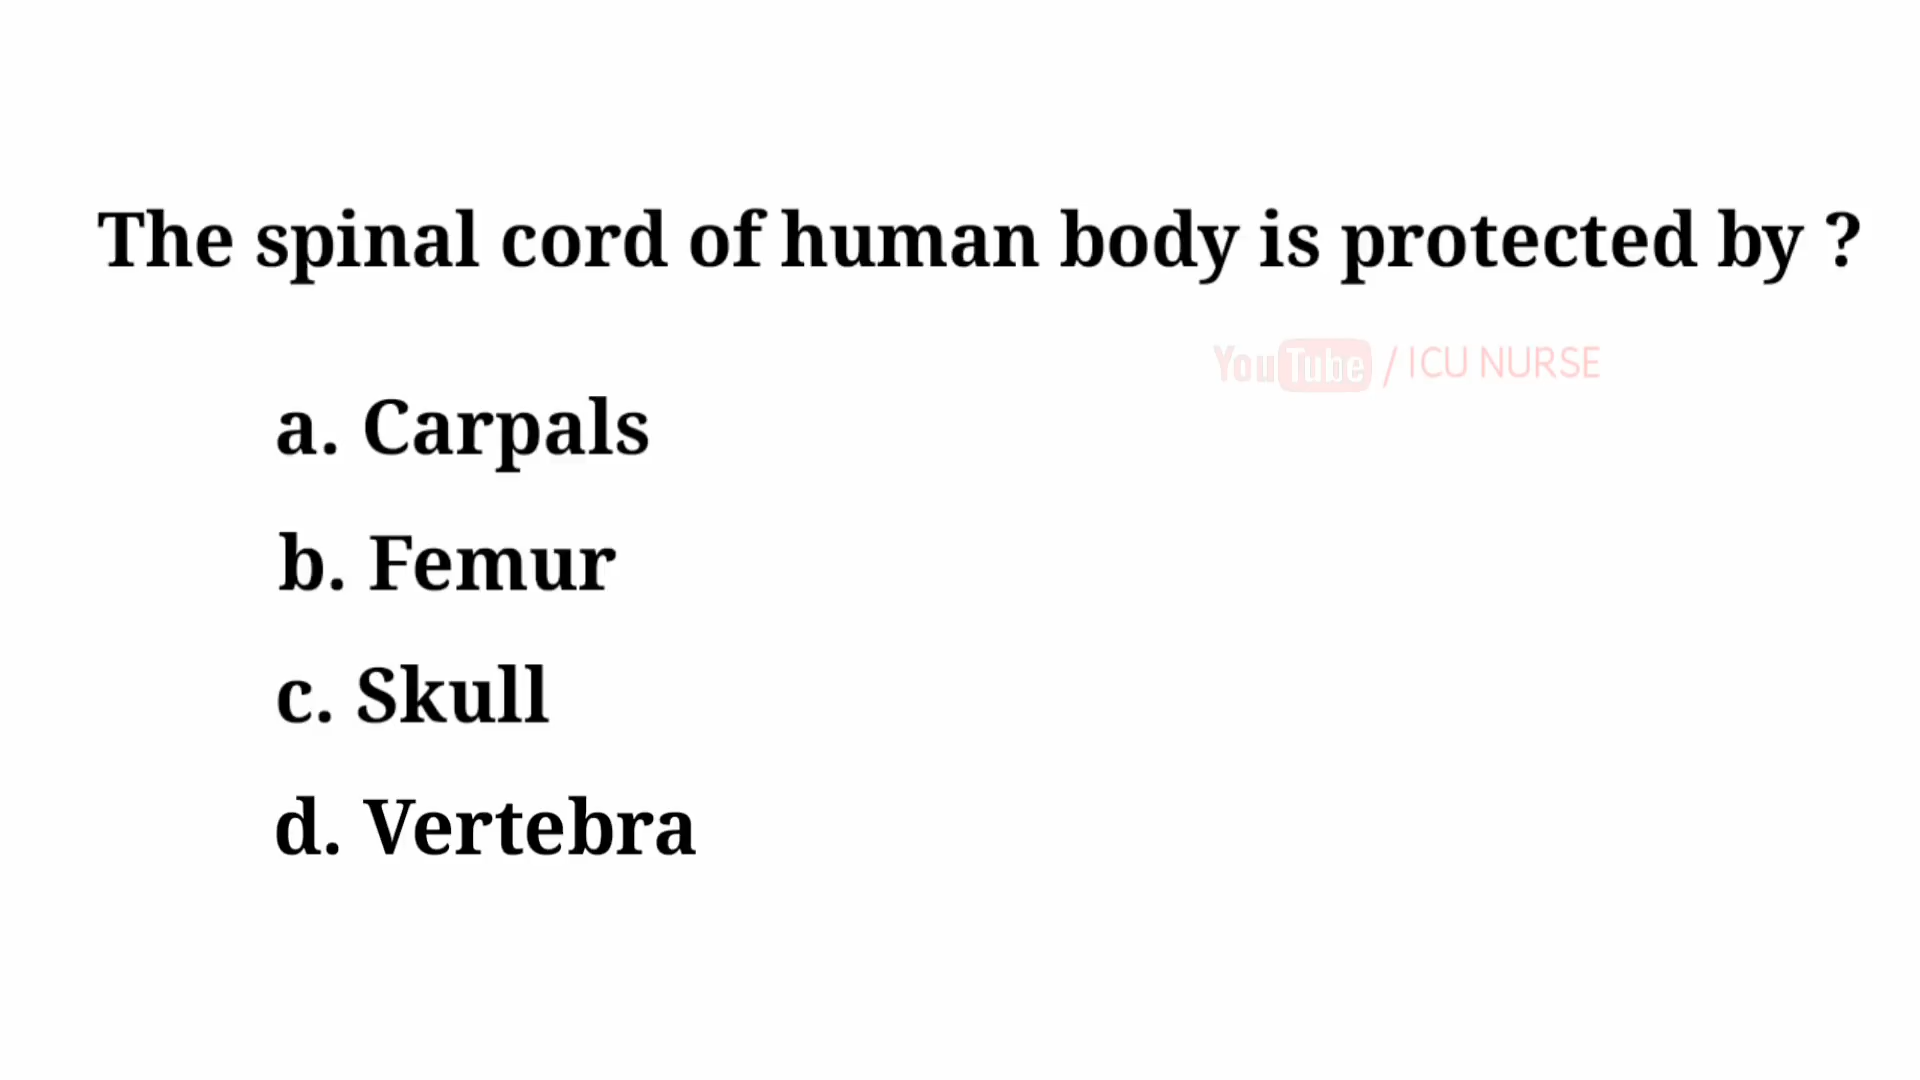 The spinal cord of human body is protected by ?
YouTube / ICU NURSE
a. Carpals
b. Femur
c. Skull
d. Vertebra